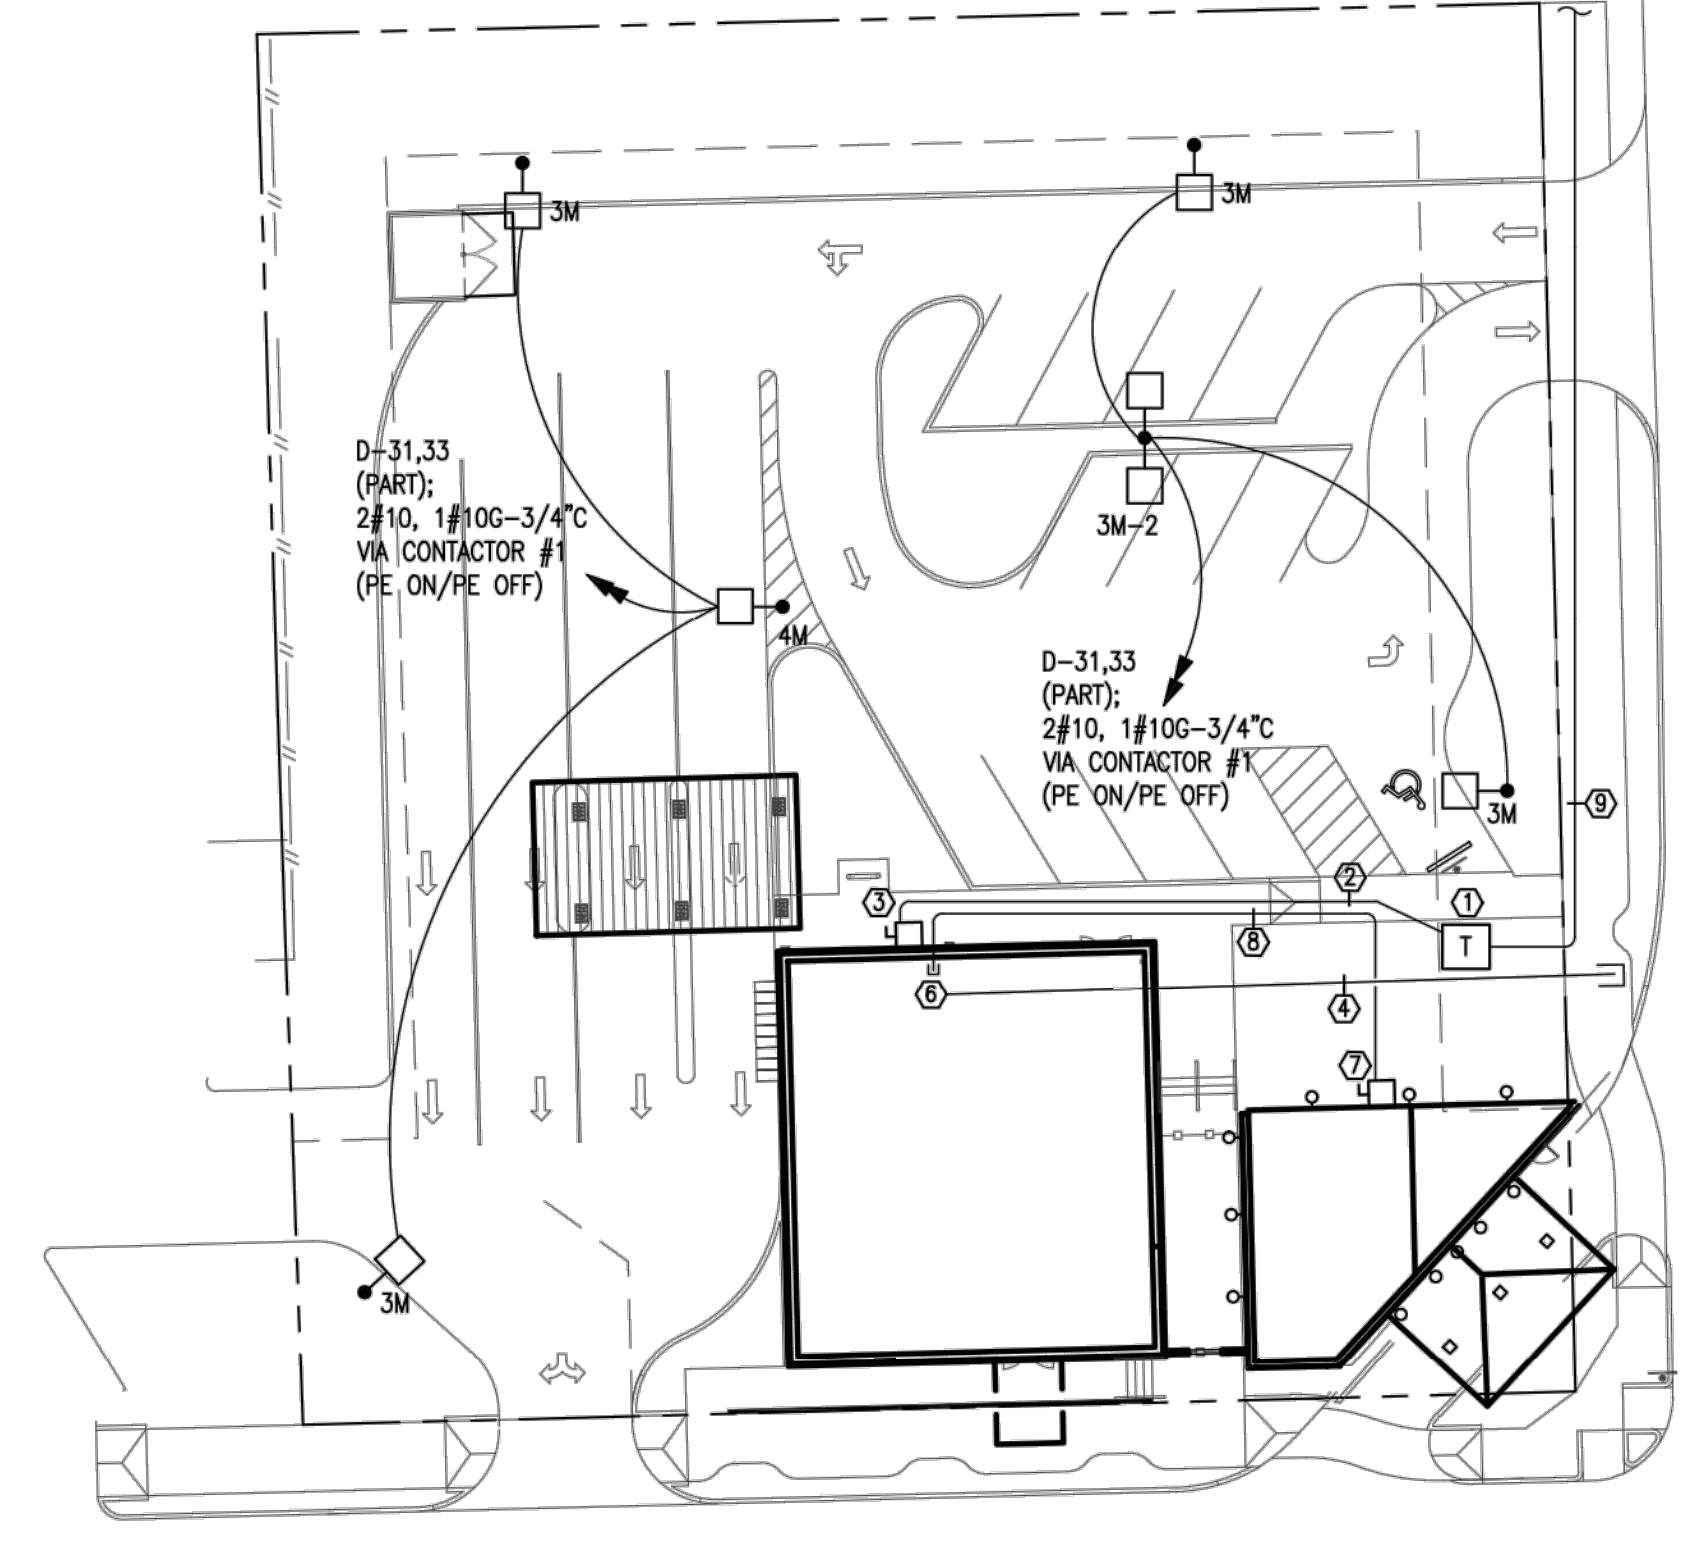 3M
3M
D-31,33
(PART);
2#10, 1#10G-3/4"C
VIA CONTACTOR #1
(PE ON/PE OFF)
3M-2
4M
D-31,33
(PART);
2#10, 1#10G-3/4"C
VIA CONTACTOR #1
(PE ON/PE OFF)
3M
9
2
3
1
8
T
6
4
7
3M